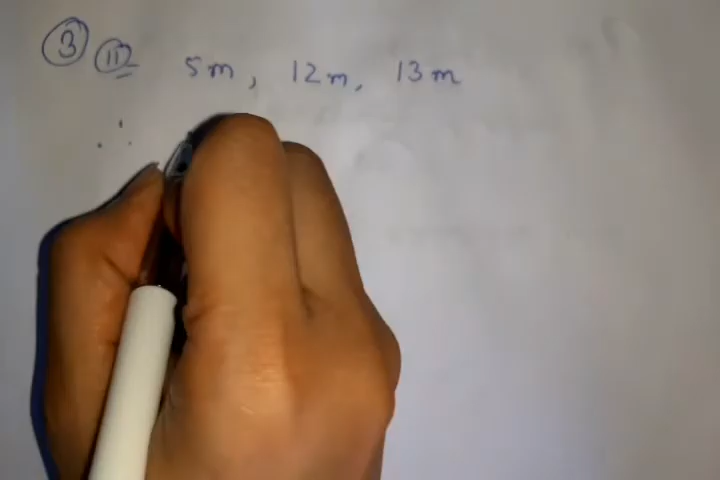 ③ (ii) 5m, 12m, 13m
∴